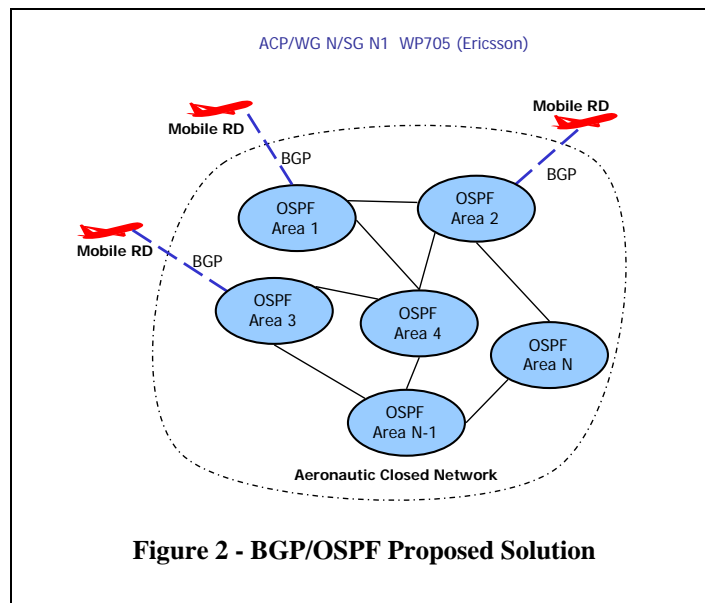 ACP/WG N/SG N1 WP705 (Ericsson)
Mobile RD
Mobile RD
BGP
BGP
OSPF
Area 1
OSPF
Area 2
Mobile RD
BGP
OSPF
Area 3
OSPF
Area 4
OSPF
Area N
OSPF
Area N-1
Aeronautic Closed Network
Figure 2 - BGP/OSPF Proposed Solution